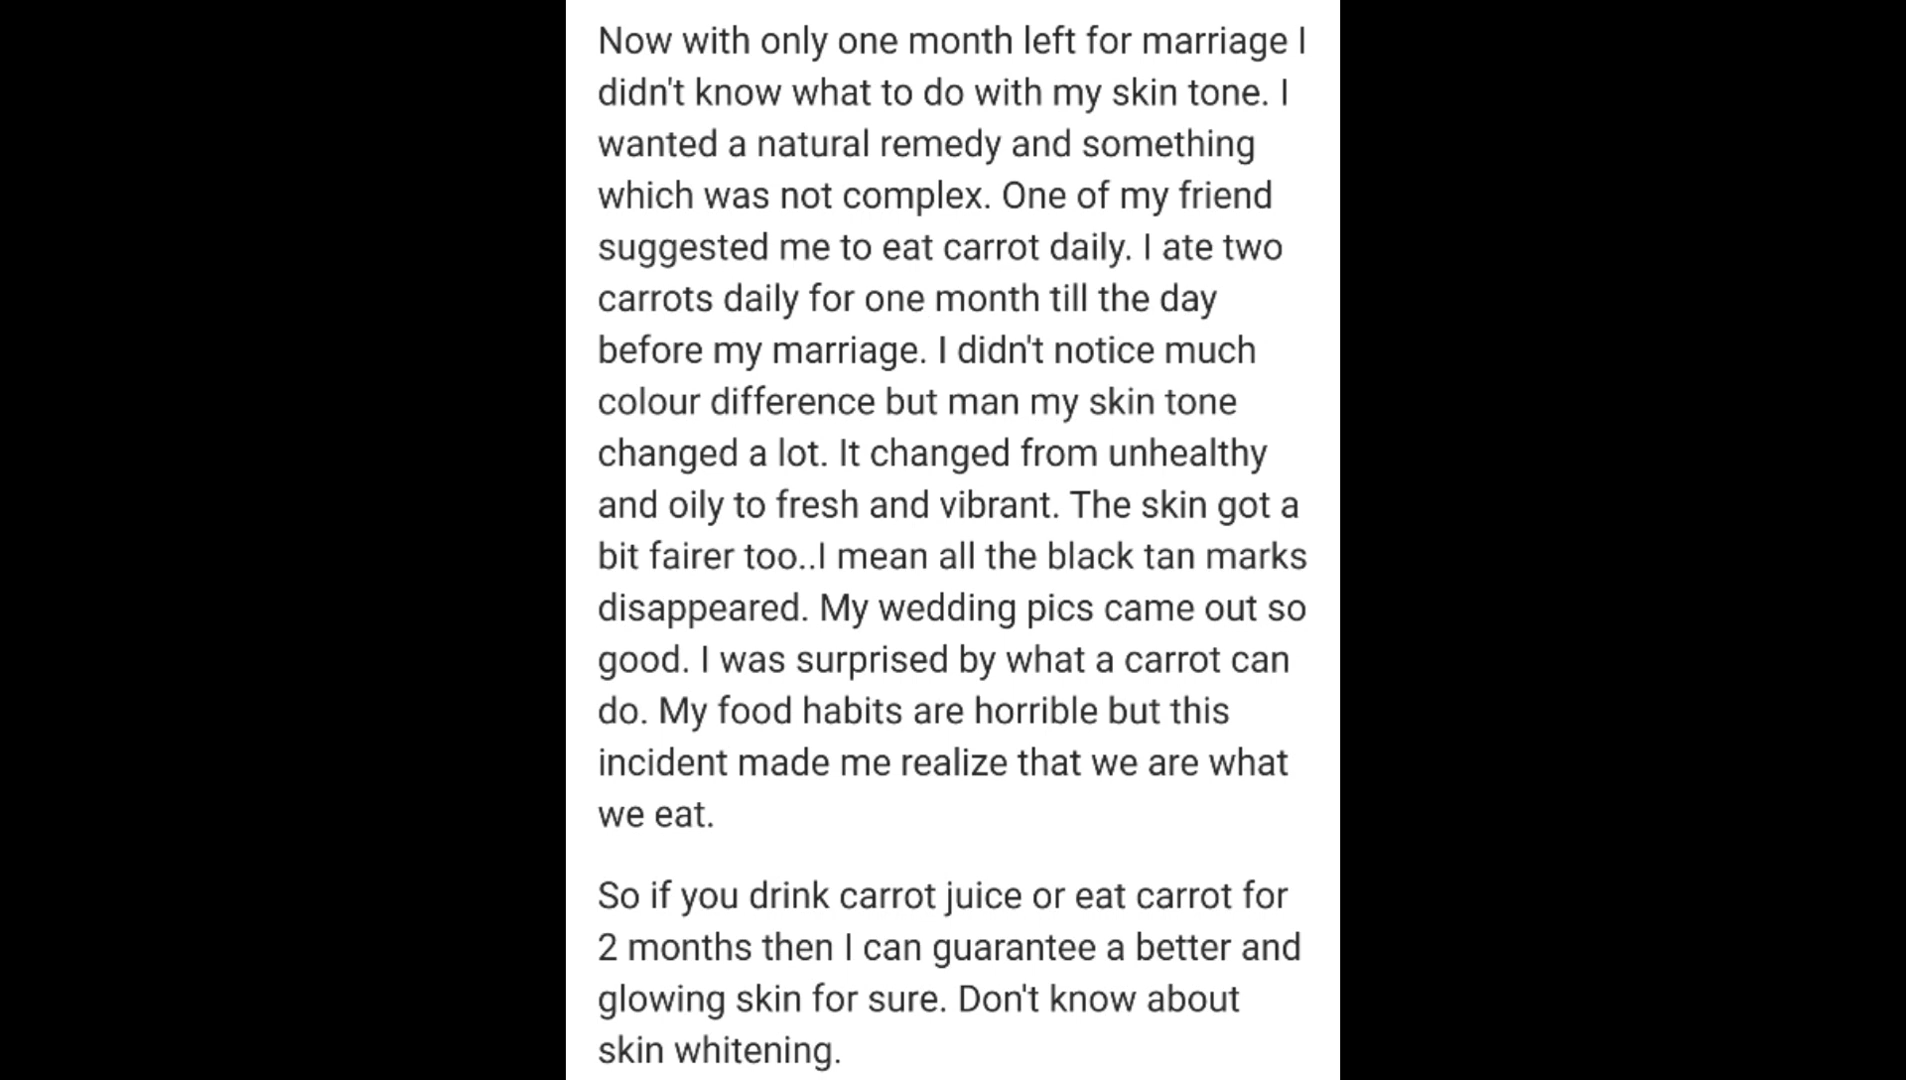 Now with only one month left for marriage I
didn't know what to do with my skin tone. I
wanted a natural remedy and something
which was not complex. One of my friend
suggested me to eat carrot daily. I ate two
carrots daily for one month till the day
before my marriage. I didn't notice much
colour difference but man my skin tone
changed a lot. It changed from unhealthy
and oily to fresh and vibrant. The skin got a
bit fairer too..I mean all the black tan marks
disappeared. My wedding pics came out so
good. I was surprised by what a carrot can
do. My food habits are horrible but this
incident made me realize that we are what
we eat.
So if you drink carrot juice or eat carrot for
2 months then I can guarantee a better and
glowing skin for sure. Don't know about
skin whitening.